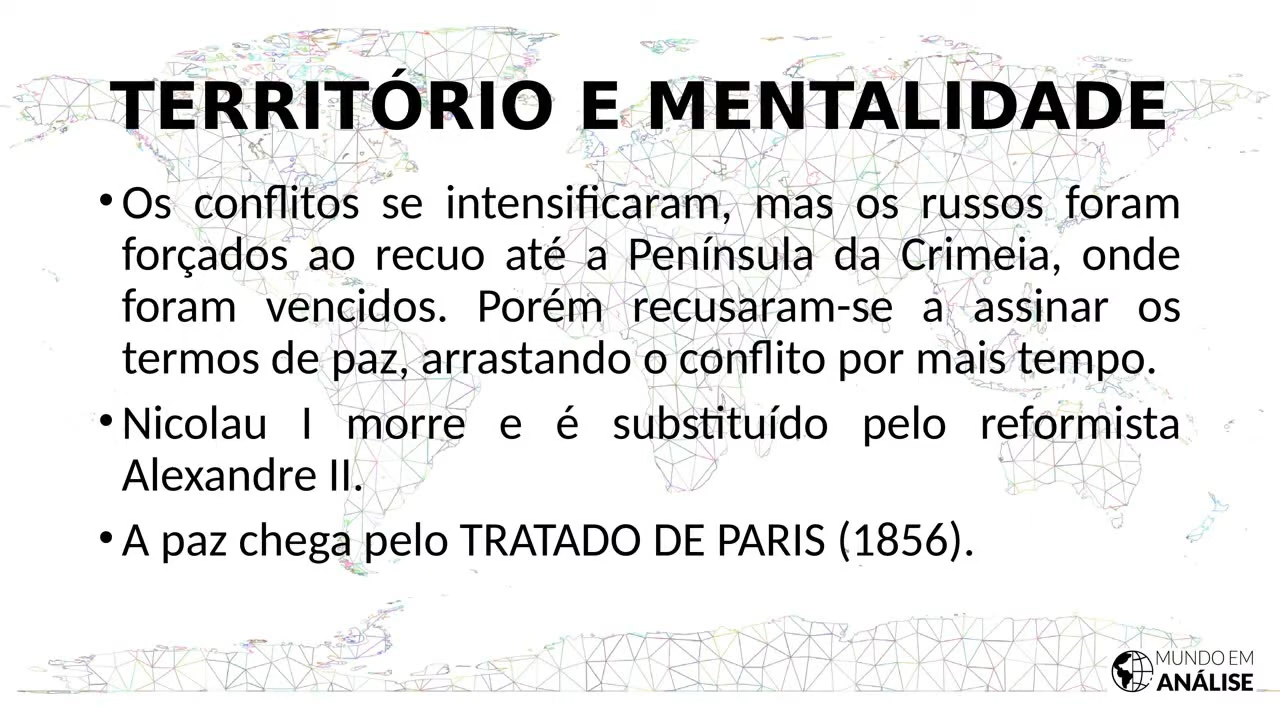 TERRITÓRIO E MENTALIDADE
•Os conflitos se intensificaram, mas os russos foram
forçados ao recuo até a Península da Crimeia, onde
foram vencidos. Porém recusaram-se a assinar os
termos de paz, arrastando o conflito por mais tempo.
•Nicolau I morre e é substituído pelo reformista
Alexandre II.
•A paz chega pelo TRATADO DE PARIS (1856).
MUNDO EM
ANÁLISE